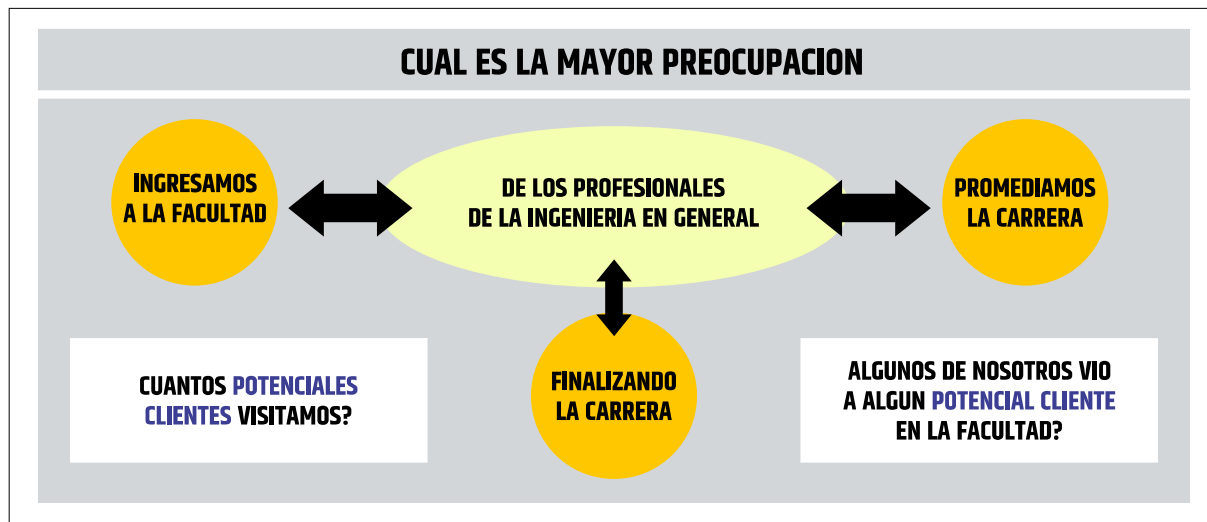 CUAL ES LA MAYOR PREOCUPACION
INGRESAMOS
A LA FACULTAD
DE LOS PROFESIONALES
DE LA INGENIERIA EN GENERAL
PROMEDIAMOS
LA CARRERA
CUANTOS POTENCIALES
CLIENTES VISITAMOS?
FINALIZANDO
LA CARRERA
ALGUNOS DE NOSOTROS VIO
A ALGUN POTENCIAL CLIENTE
EN LA FACULTAD?